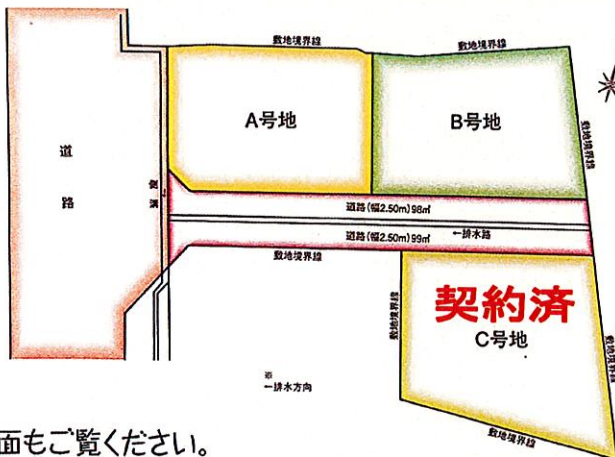 敷地境界線
敷地境界線
A号地
B号地
敷地境界線
道路
道路(幅2.50m)98㎡
道路(幅2.50m)99㎡
←排水路
敷地境界線
敷地境界線
契約済
C号地
敷地境界線
※
←排水方向
敷地境界線
面もご覧ください。